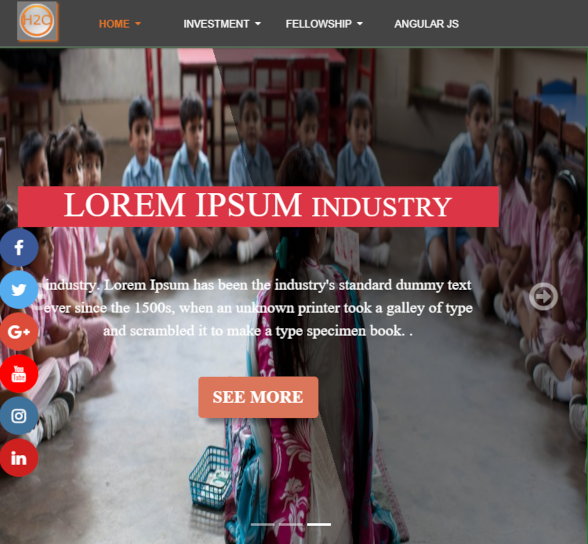 H2O
HOME INVESTMENT FELLOWSHIP ANGULAR JS
LOREM IPSUM INDUSTRY
industry. Lorem Ipsum has been the industry's standard dummy text
ever since the 1500s, when an unknown printer took a galley of type
and scrambled it to make a type specimen book. .
G+
You
Tube
SEE MORE
in